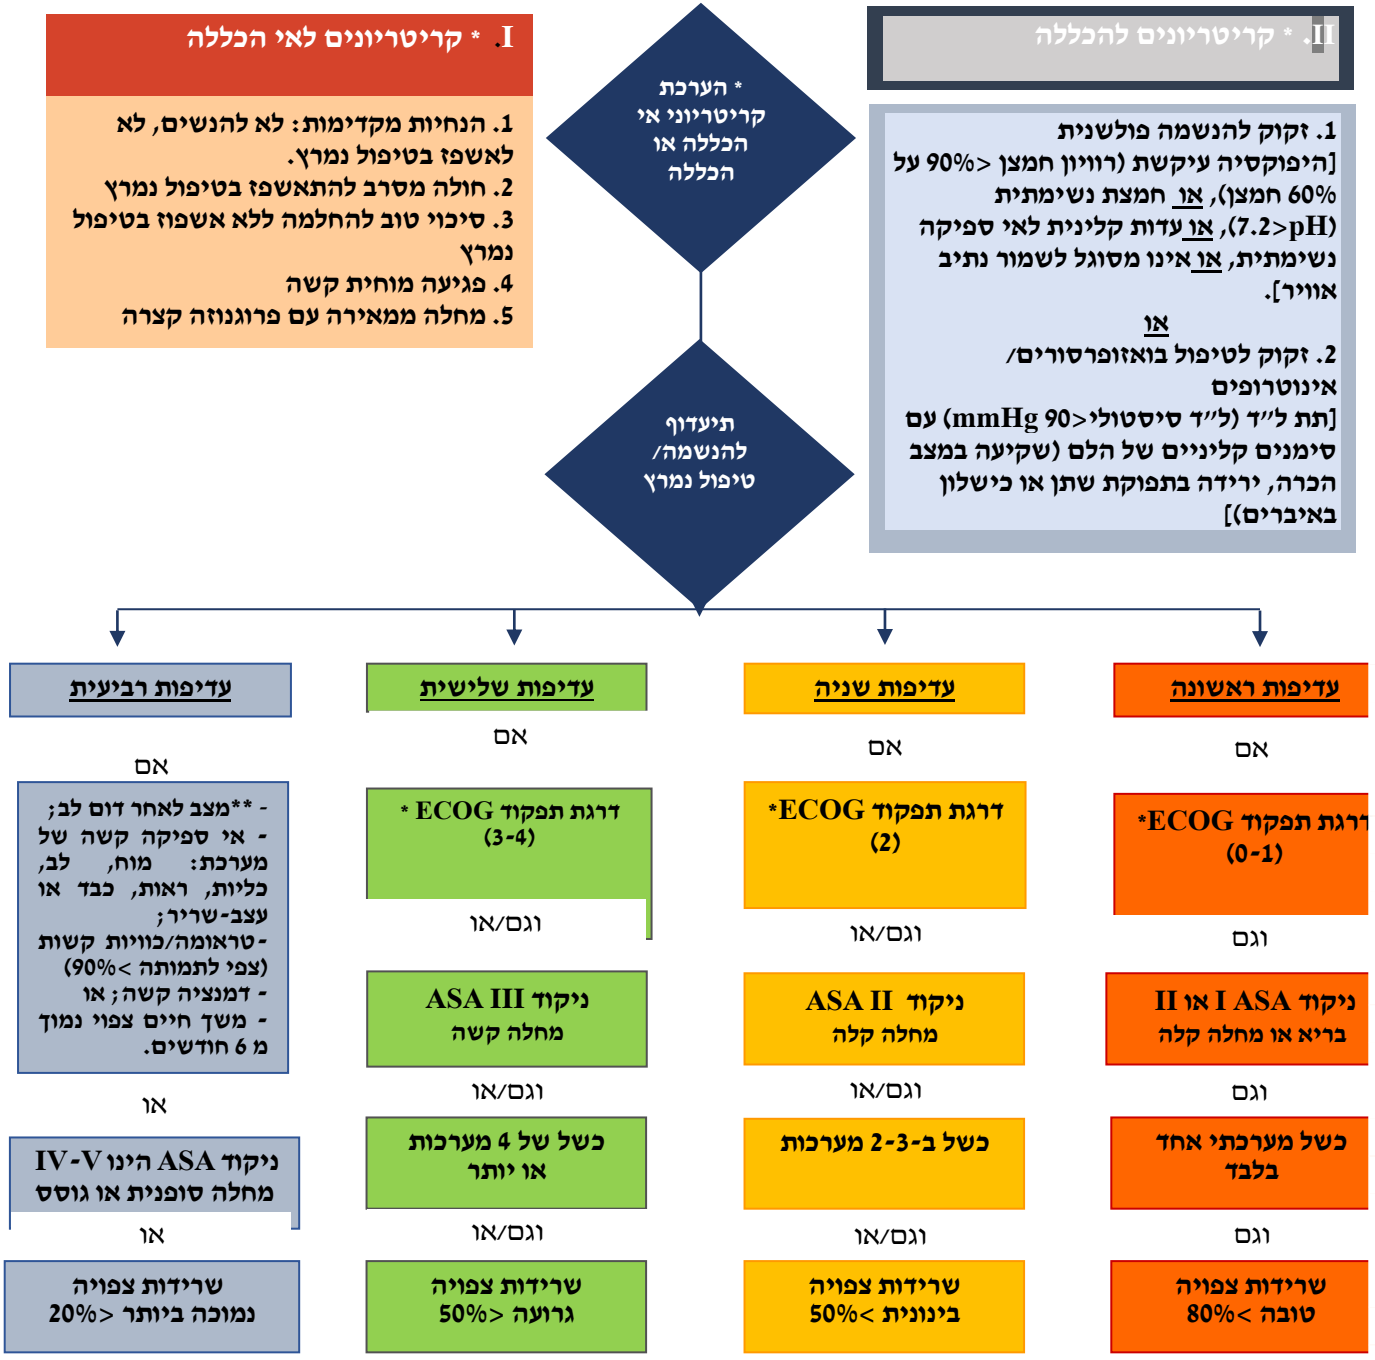 II. * קריטריונים להכללה
1. זקוק להנשמה פולשנית
[היפוקסיה עיקשת (רוויון חמצן <90% על
60% חמצן), או חמצת נשימתית
(pH<7.2), או עדות קלינית לאי ספיקה
נשימתית, או אינו מסוגל לשמור נתיב
אוויר].
או
2. זקוק לטיפול בואזופרסורים/
אינוטרופים
[תת ל״ד (ל״ד סיסטולי<90 mmHg) עם
סימנים קליניים של הלם (שקיעה במצב
הכרה, ירידה בתפוקת שתן או כישלון
באיברים)]
* הערכת
קריטריוני אי
הכללה או
הכללה
I. * קריטריונים לאי הכללה
1. הנחיות מקדימות: לא להנשים, לא
לאשפז בטיפול נמרץ.
2. חולה מסרב להתאשפז בטיפול נמרץ
3. סיכוי טוב להחלמה ללא אשפוז בטיפול
נמרץ
4. פגיעה מוחית קשה
5. מחלה ממאירה עם פרוגנוזה קצרה
תיעדוף
להנשמה/
טיפול נמרץ
עדיפות ראשונה
אם
דרגת תפקוד ECOG*
(0-1)
וגם
ניקוד ASA I או II
בריא או מחלה קלה
וגם
כשל מערכתי אחד
בלבד
וגם
שרידות צפויה
טובה >80%
עדיפות שניה
אם
דרגת תפקוד ECOG*
(2)
וגם/או
ניקוד ASA II
מחלה קלה
וגם/או
כשל ב-2-3 מערכות
וגם/או
שרידות צפויה
בינונית >50%
עדיפות שלישית
אם
דרגת תפקוד ECOG *
(3-4)
וגם/או
ניקוד ASA III
מחלה קשה
וגם/או
כשל של 4 מערכות
או יותר
וגם/או
שרידות צפויה
גרועה <50%
עדיפות רביעית
אם
- **מצב לאחר דום לב;
- אי ספיקה קשה של
מערכת: מוח, לב,
כליות, ראות, כבד או
עצב-שריר;
-טראומה/כוויות קשות
(צפי לתמותה >90%)
- דמנציה קשה; או
- משך חיים צפוי נמוך
מ 6 חודשים.
או
ניקוד ASA הינו IV-V
מחלה סופנית או גוסס
או
שרידות צפויה
נמוכה ביותר <20%